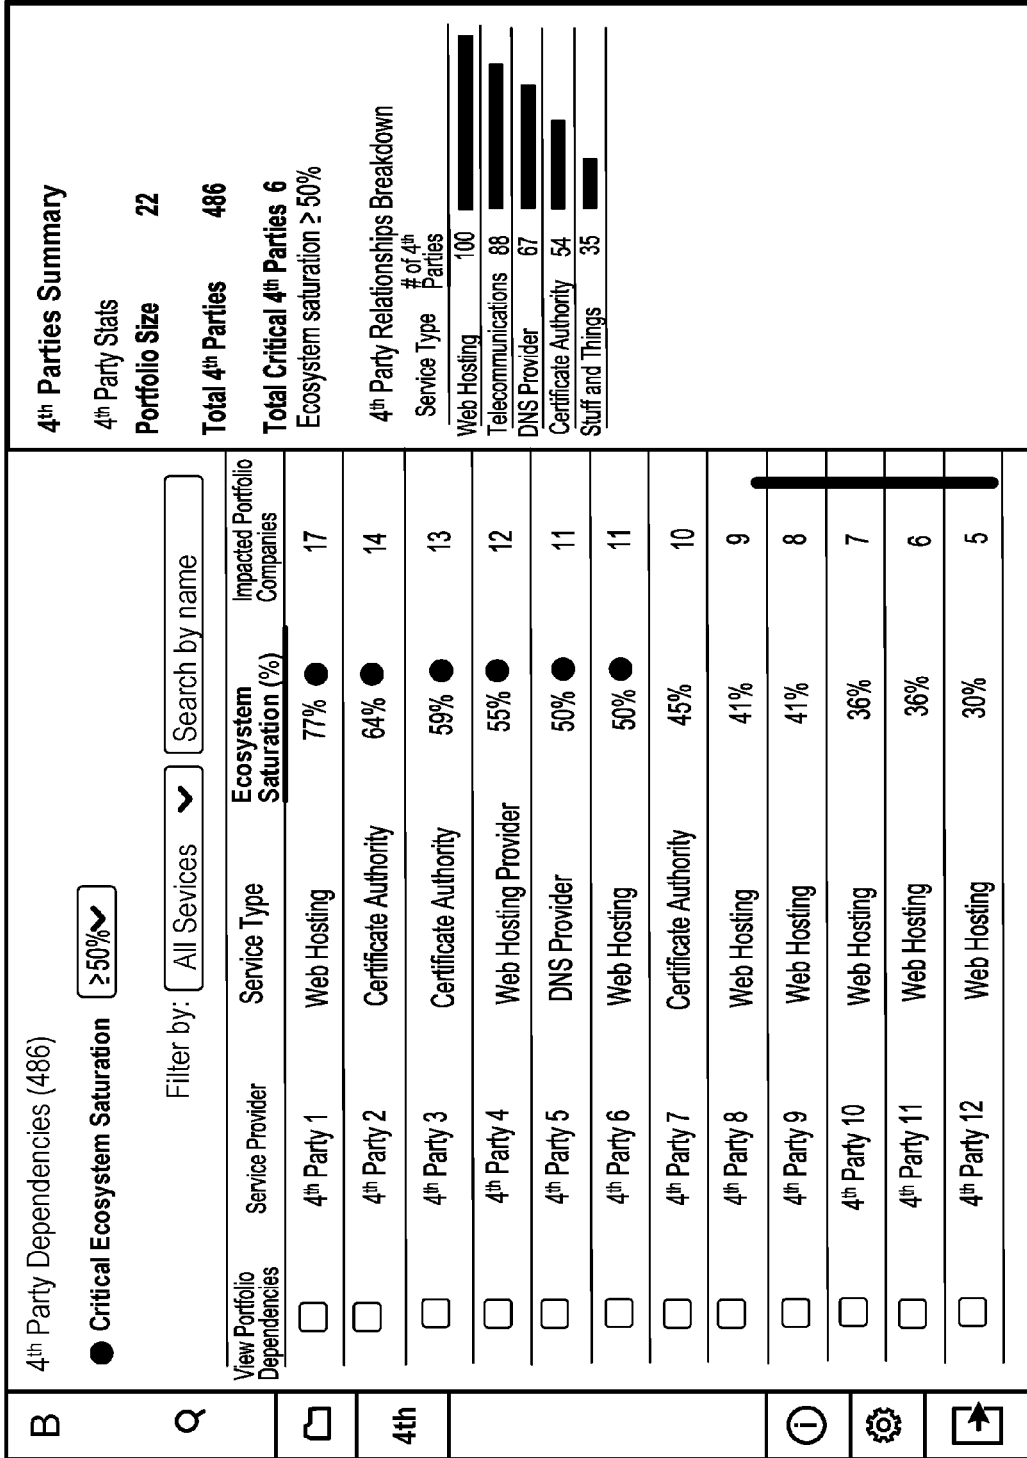 B
4th
4th Party Dependencies (486)
Critical Ecosystem Saturation ≥50%
Filter by: All Sevices Search by name
View Portfolio Dependencies Service Provider Service Type Ecosystem Saturation (%) Impacted Portfolio Companies
4th Party 1 Web Hosting 77% 17
4th Party 2 Certificate Authority 64% 14
4th Party 3 Certificate Authority 59% 13
4th Party 4 Web Hosting Provider 55% 12
4th Party 5 DNS Provider 50% 11
4th Party 6 Web Hosting 50% 11
4th Party 7 Certificate Authority 45% 10
4th Party 8 Web Hosting 41% 9
4th Party 9 Web Hosting 41% 8
4th Party 10 Web Hosting 36% 7
4th Party 11 Web Hosting 36% 6
4th Party 12 Web Hosting 30% 5
4th Parties Summary
4th Party Stats
Portfolio Size 22
Total 4th Parties 486
Total Critical 4th Parties 6
Ecosystem saturation ≥ 50%
4th Party Relationships Breakdown
Service Type # of 4th Parties
Web Hosting 100
Telecommunications 88
DNS Provider 67
Certificate Authority 54
Stuff and Things 35